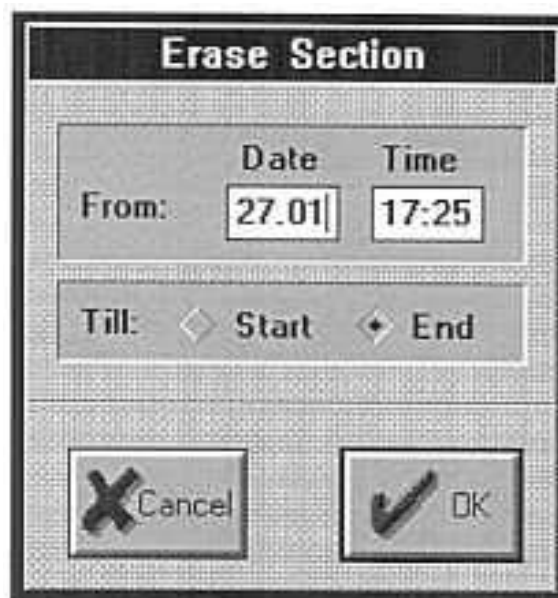 Erase Section
Date Time
From: 27.01 17:25
Till: Start End
Cancel OK